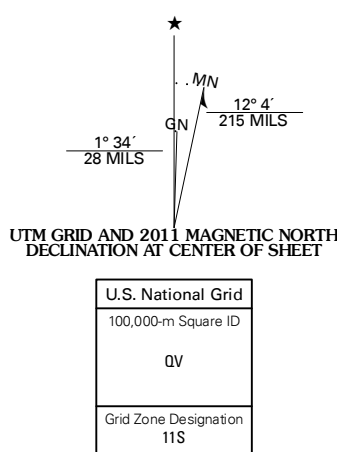 MN
GN
12° 4´
215 MILS
1° 34´
28 MILS
UTM GRID AND 2011 MAGNETIC NORTH
DECLINATION AT CENTER OF SHEET
U.S. National Grid
100,000-m Square ID
QV
Grid Zone Designation
11S